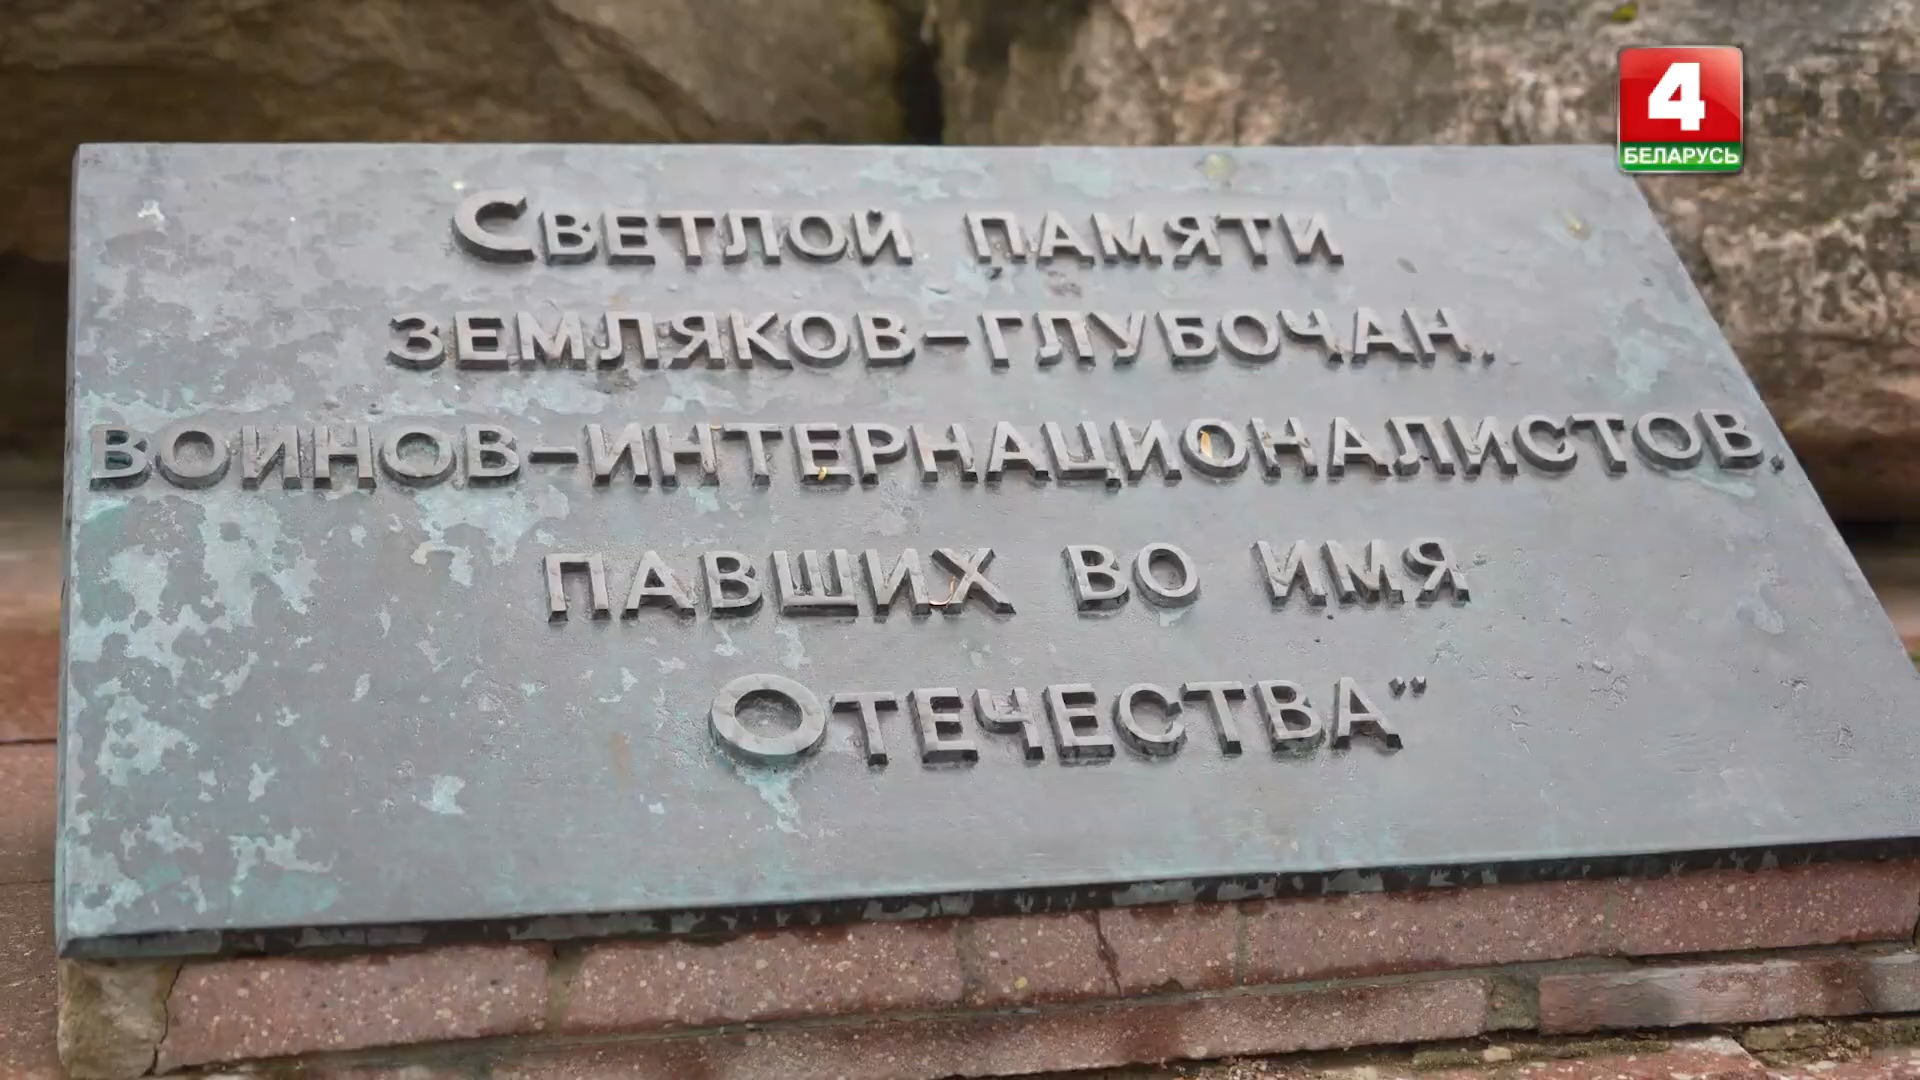 4
БЕЛАРУСЬ
Светлой памяти
земляков-глубочан,
воинов-интернационалистов,
павших во имя
Отечества"